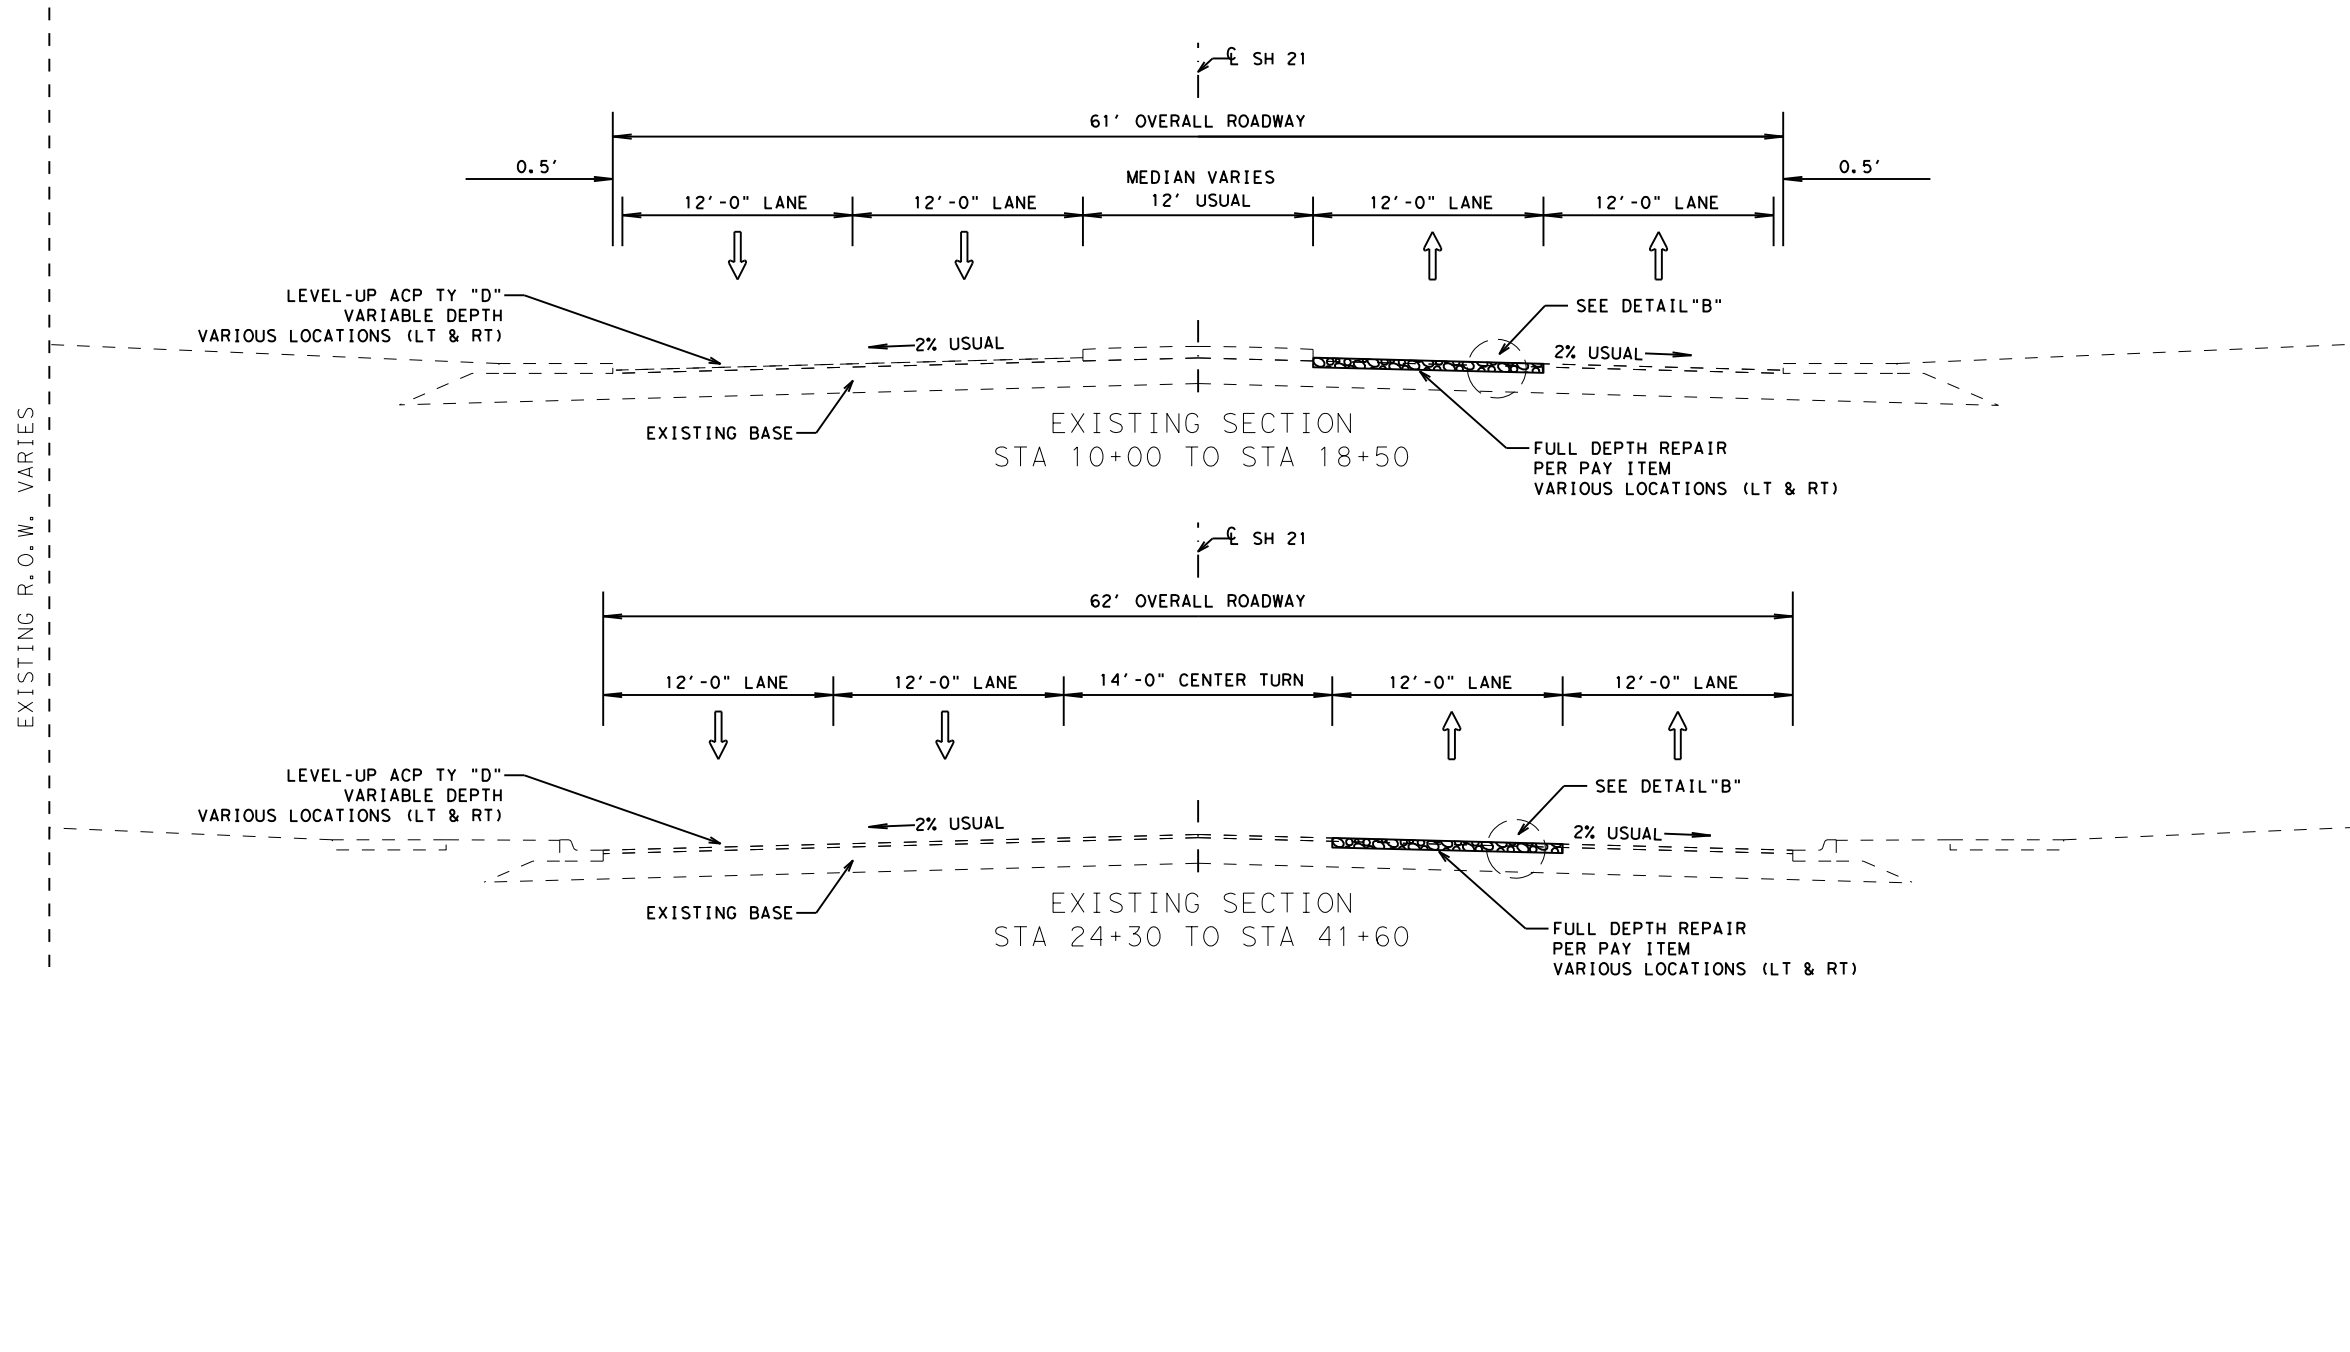 ℄ SH 21
61' OVERALL ROADWAY
0.5'
0.5'
MEDIAN VARIES
12'-0" LANE
12'-0" LANE
12' USUAL
12'-0" LANE
12'-0" LANE
LEVEL-UP ACP TY "D"
VARIABLE DEPTH
VARIOUS LOCATIONS (LT & RT)
SEE DETAIL"B"
2% USUAL
2% USUAL
EXISTING BASE
EXISTING SECTION
STA 10+00 TO STA 18+50
FULL DEPTH REPAIR
PER PAY ITEM
VARIOUS LOCATIONS (LT & RT)
EXISTING R.O.W. VARIES
℄ SH 21
62' OVERALL ROADWAY
12'-0" LANE
12'-0" LANE
14'-0" CENTER TURN
12'-0" LANE
12'-0" LANE
LEVEL-UP ACP TY "D"
VARIABLE DEPTH
VARIOUS LOCATIONS (LT & RT)
SEE DETAIL"B"
2% USUAL
2% USUAL
EXISTING BASE
EXISTING SECTION
STA 24+30 TO STA 41+60
FULL DEPTH REPAIR
PER PAY ITEM
VARIOUS LOCATIONS (LT & RT)